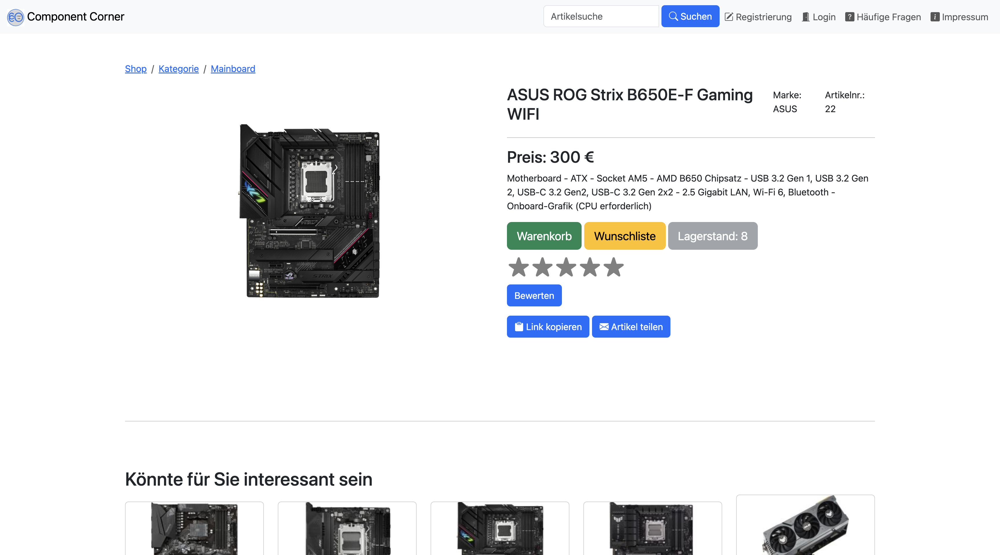 Component Corner
Artikelsuche
Suchen
Registrierung
Login
Häufige Fragen
Impressum
Shop / Kategorie / Mainboard
ASUS ROG Strix B650E-F Gaming
WIFI
Marke:
ASUS
Artikelnr.:
22
Preis: 300 €
Motherboard - ATX - Socket AM5 - AMD B650 Chipsatz - USB 3.2 Gen 1, USB 3.2 Gen
2, USB-C 3.2 Gen2, USB-C 3.2 Gen 2x2 - 2.5 Gigabit LAN, Wi-Fi 6, Bluetooth -
Onboard-Grafik (CPU erforderlich)
Warenkorb
Wunschliste
Lagerstand: 8
Bewerten
Link kopieren
Artikel teilen
STRIX
STRIX
Könnte für Sie interessant sein